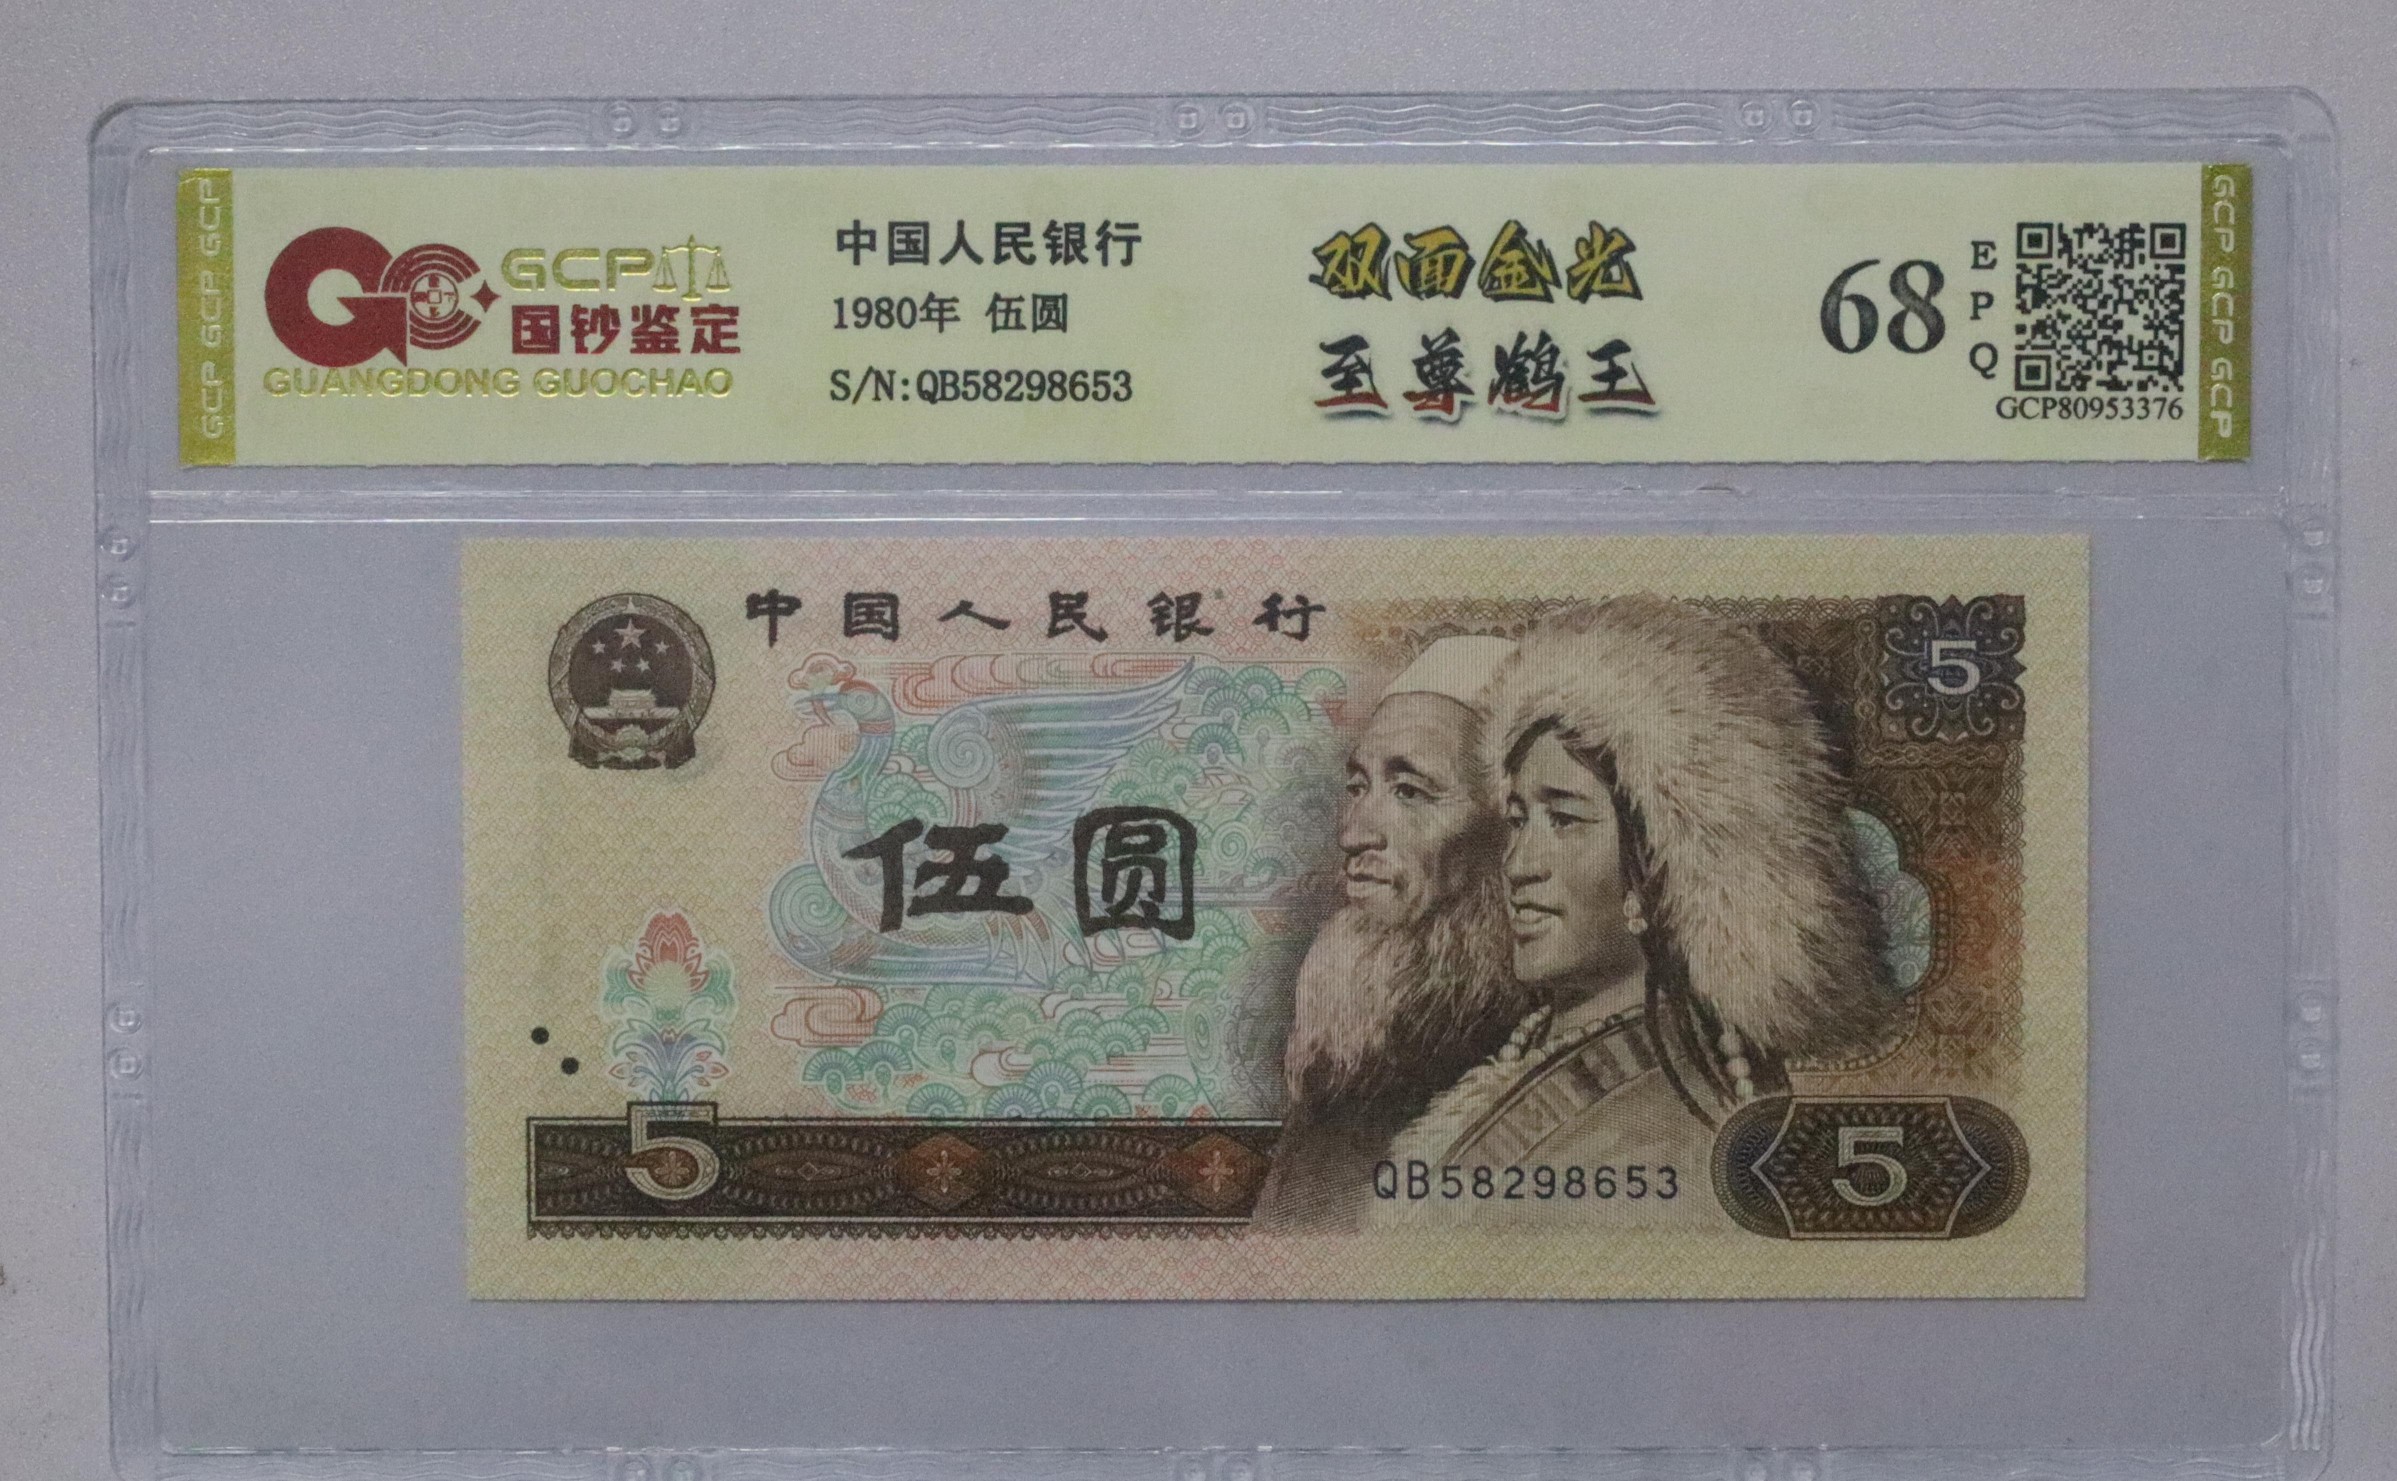 GCP GCP GCP
GCP
国钞鉴定
GUANGDONG GUOCHAO
中国人民银行
1980年 伍圆
S/N:QB58298653
双面金光
至尊鹤王
68
E
P
Q
GCP80953376
GCP GCP GCP
中国人民银行
5
伍圆
5
QB58298653
5